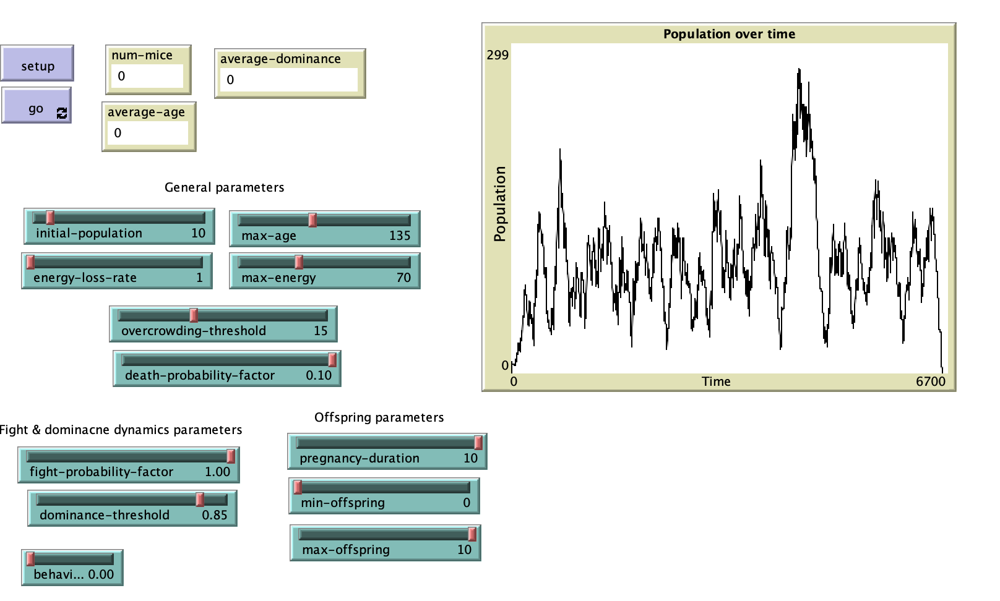 setup
go
num-mice
0
average-dominance
0
average-age
0
General parameters
initial-population 10
max-age 135
energy-loss-rate 1
max-energy 70
overcrowding-threshold 15
death-probability-factor 0.10
Fight & dominacne dynamics parameters
fight-probability-factor 1.00
dominance-threshold 0.85
behavi... 0.00
Offspring parameters
pregnancy-duration 10
min-offspring 0
max-offspring 10
Population over time
299
Population
0
0 Time 6700